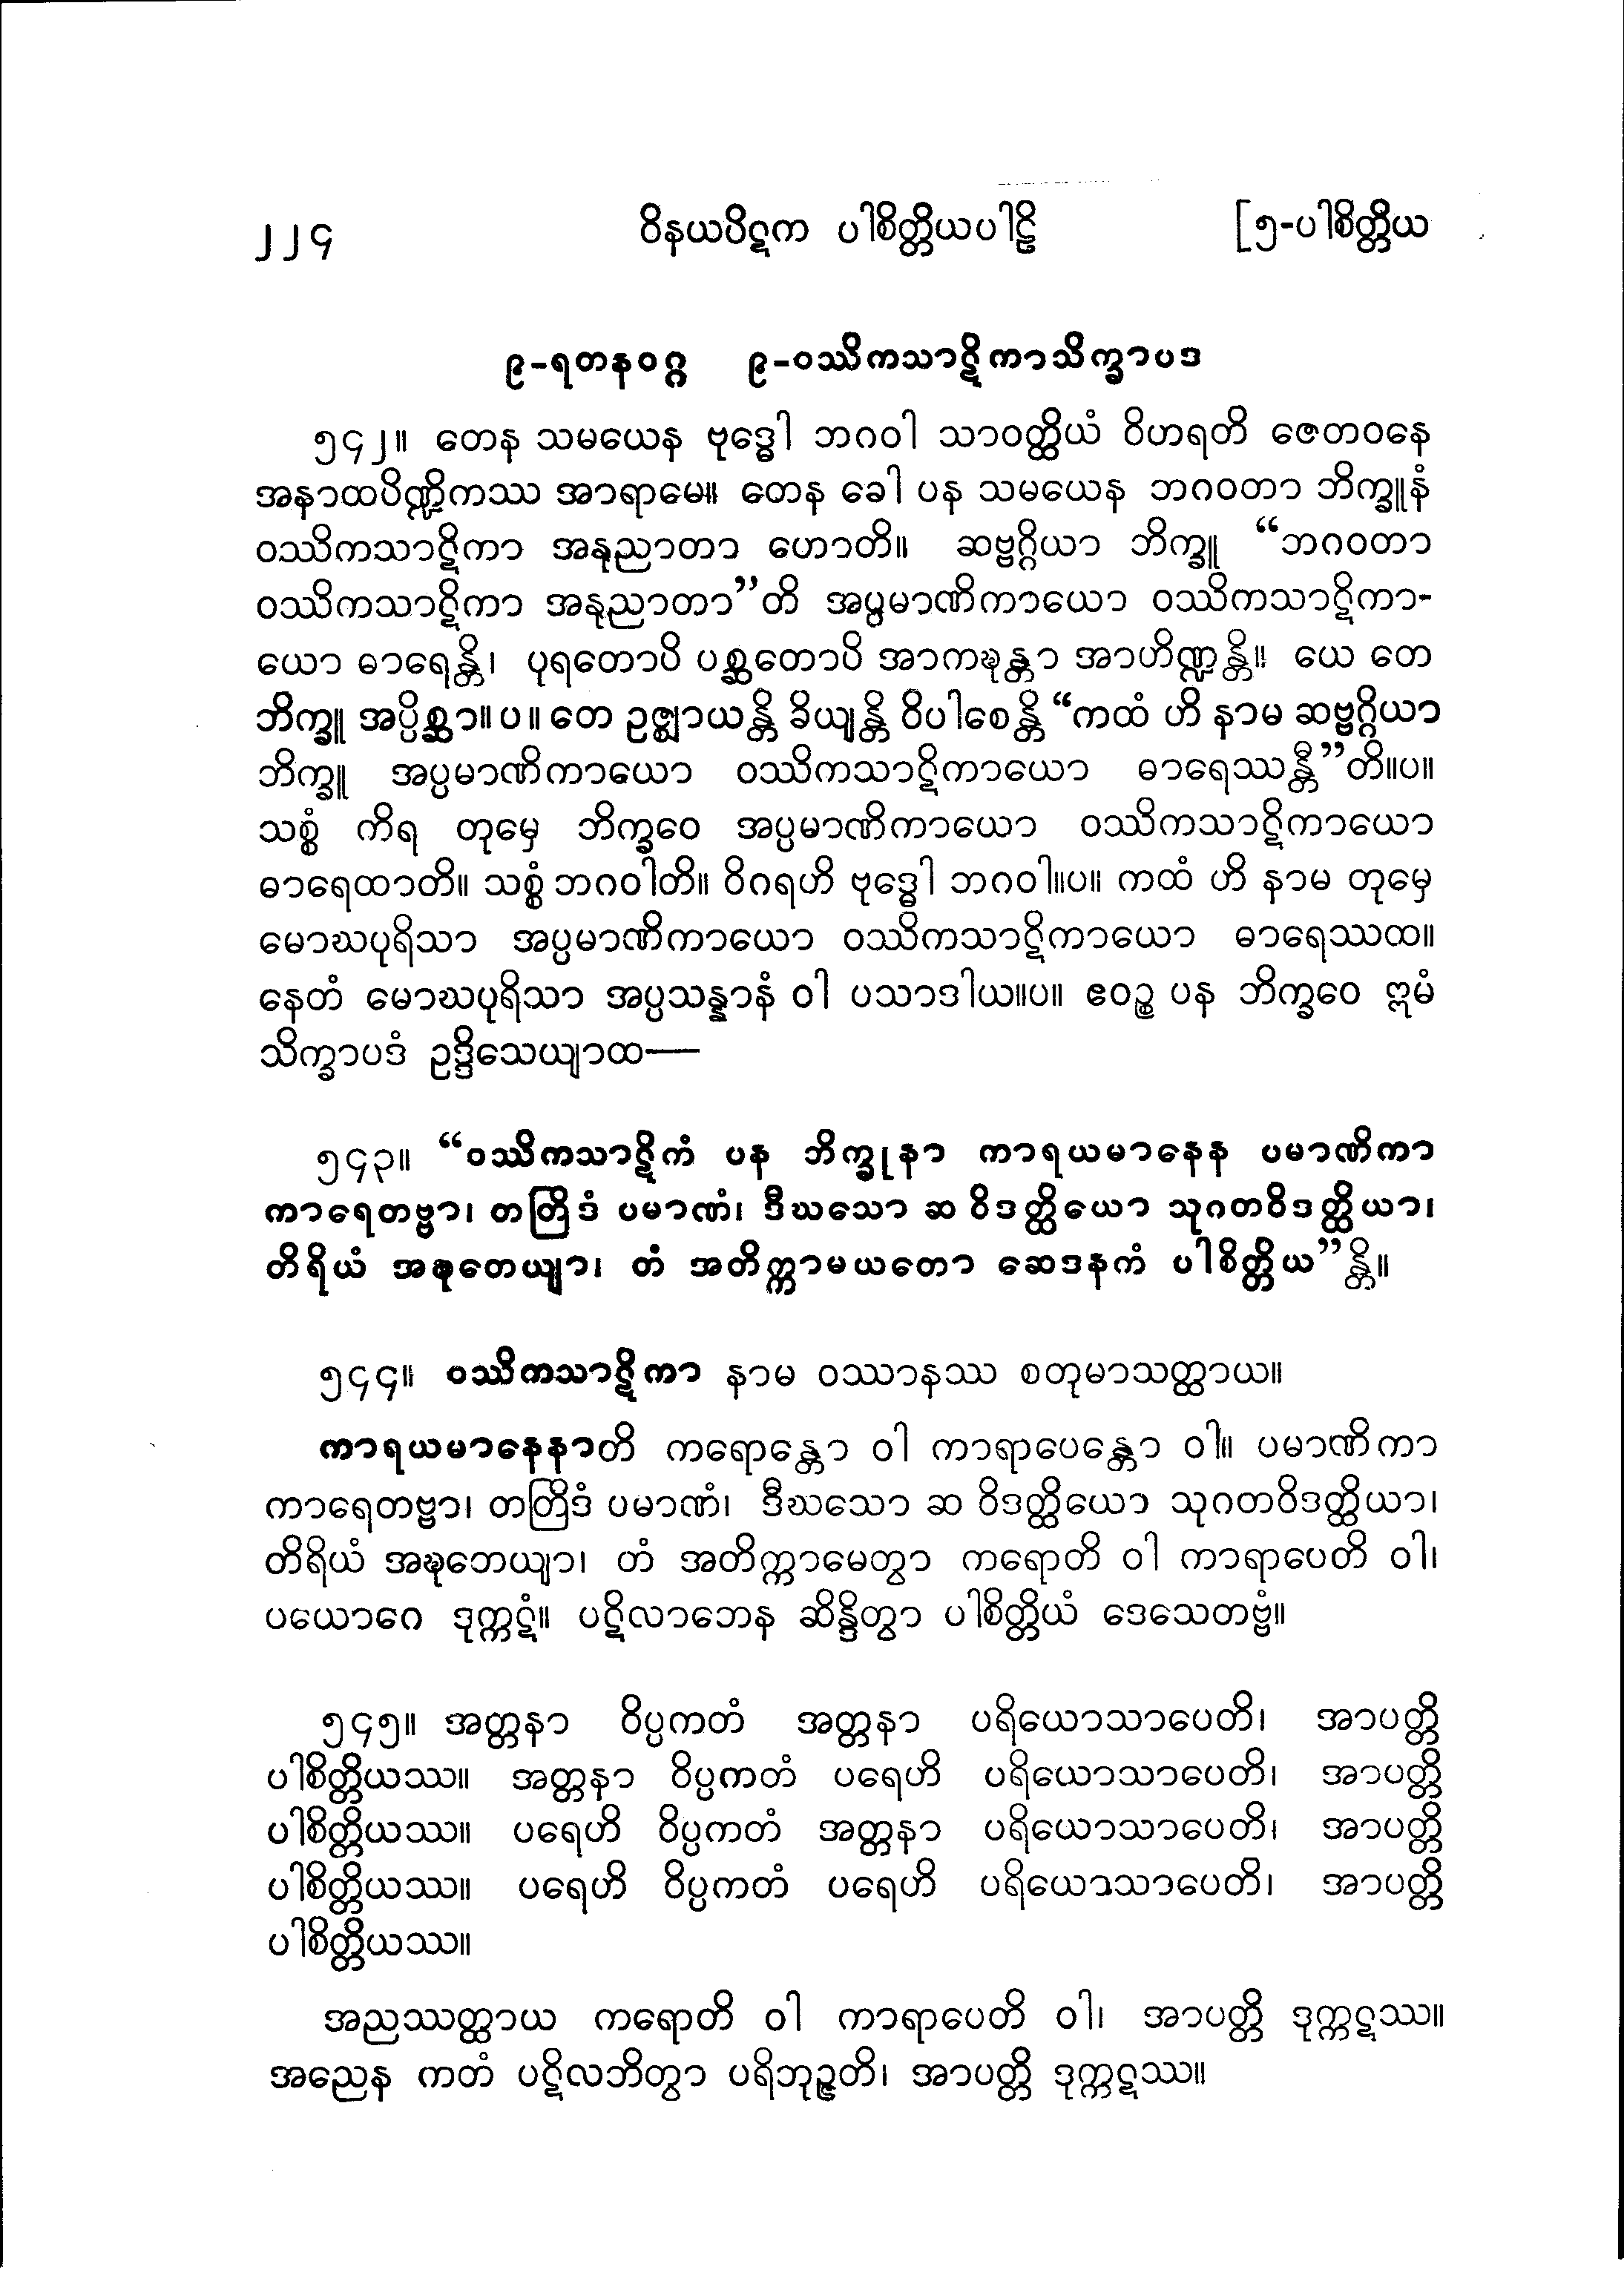 ၂၂၄ ဝိနယပိဋက ပါစိတ္တိယပါဠိ [၅-ပါစိတ္တိယ
၉-ရတနဝဂ္ဂ ၉-ဝဿိကသာဋိကာသိက္ခာပဒ
၅၄၂။ တေန သမယေန ဗုဒ္ဓေါ ဘဂဝါ သာဝတ္ထိယံ ဝိဟရတိ ဇေတဝနေ
အနာထပိဏ္ဍိကဿ အာရာမေ။ တေန ခေါ ပန သမယေန ဘဂဝတာ ဘိက္ခူနံ
ဝဿိကသာဋိကာ အနုညာတာ ဟောတိ။ ဆဗ္ဗဂ္ဂိယာ ဘိက္ခူ “ဘဂဝတာ
ဝဿိကသာဋိကာ အနုညာတာ”တိ အပ္ပမာဏိကာယော ဝဿိကသာဋိကာ-
ယော ဓာရေန္တိ၊ ပုရတောပိ ပစ္ဆတောပိ အာကဍ္ဎန္တာ အာဟိဏ္ဍန္တိ။ ယေ တေ
ဘိက္ခူ အပ္ပိစ္ဆာ။ပ။ တေ ဥဇ္ဈာယန္တိ ခိယျန္တိ ဝိပါစေန္တိ “ကထံ ဟိ နာမ ဆဗ္ဗဂ္ဂိယာ
ဘိက္ခူ အပ္ပမာဏိကာယော ဝဿိကသာဋိကာယော ဓာရေဿန္တီ”တိ။ပ။
သစ္စံ ကိရ တုမှေ ဘိက္ခဝေ အပ္ပမာဏိကာယော ဝဿိကသာဋိကာယော
ဓာရေထာတိ။ သစ္စံ ဘဂဝါတိ။ ဝိဂရဟိ ဗုဒ္ဓေါ ဘဂဝါ။ပ။ ကထံ ဟိ နာမ တုမှေ
မောဃပုရိသာ အပ္ပမာဏိကာယော ဝဿိကသာဋိကာယော ဓာရေဿထ။
နေတံ မောဃပုရိသာ အပ္ပသန္နာနံ ဝါ ပသာဒါယ။ပ။ ဧဝဉ္စ ပန ဘိက္ခဝေ ဣမံ
သိက္ခာပဒံ ဥဒ္ဒိသေယျာထ—
၅၄၃။ “ဝဿိကသာဋိကံ ပန ဘိက္ခုနာ ကာရယမာနေန ပမာဏိကာ
ကာရေတဗ္ဗာ၊ တတြိဒံ ပမာဏံ၊ ဒီဃသော ဆ ဝိဒတ္ထိယော သုဂတဝိဒတ္ထိယာ၊
တိရိယံ အဍ္ဎတေယျာ၊ တံ အတိက္ကာမယတော ဆေဒနကံ ပါစိတ္တိယ”န္တိ။
၅၄၄။ ဝဿိကသာဋိကာ နာမ ဝဿာနဿ စတုမာသတ္ထာယ။
ကာရယမာနေနာတိ ကရောန္တော ဝါ ကာရာပေန္တော ဝါ။ ပမာဏိကာ
ကာရေတဗ္ဗာ၊ တတြိဒံ ပမာဏံ၊ ဒီဃသော ဆ ဝိဒတ္ထိယော သုဂတဝိဒတ္ထိယာ၊
တိရိယံ အဍ္ဎတေယျာ၊ တံ အတိက္ကာမေတွာ ကရောတိ ဝါ ကာရာပေတိ ဝါ၊
ပယောဂေ ဒုက္ကဋံ။ ပဋိလာဘေန ဆိန္ဒိတွာ ပါစိတ္တိယံ ဒေသေတဗ္ဗံ။
၅၄၅။ အတ္တနာ ဝိပ္ပကတံ အတ္တနာ ပရိယောသာပေတိ၊ အာပတ္တိ
ပါစိတ္တိယဿ။ အတ္တနာ ဝိပ္ပကတံ ပရေဟိ ပရိယောသာပေတိ၊ အာပတ္တိ
ပါစိတ္တိယဿ။ ပရေဟိ ဝိပ္ပကတံ အတ္တနာ ပရိယောသာပေတိ၊ အာပတ္တိ
ပါစိတ္တိယဿ။ ပရေဟိ ဝိပ္ပကတံ ပရေဟိ ပရိယောသာပေတိ၊ အာပတ္တိ
ပါစိတ္တိယဿ။
အညဿတ္ထာယ ကရောတိ ဝါ ကာရာပေတိ ဝါ၊ အာပတ္တိ ဒုက္ကဋဿ။
အညေန ကတံ ပဋိလဘိတွာ ပရိဘုဉ္ဇတိ၊ အာပတ္တိ ဒုက္ကဋဿ။